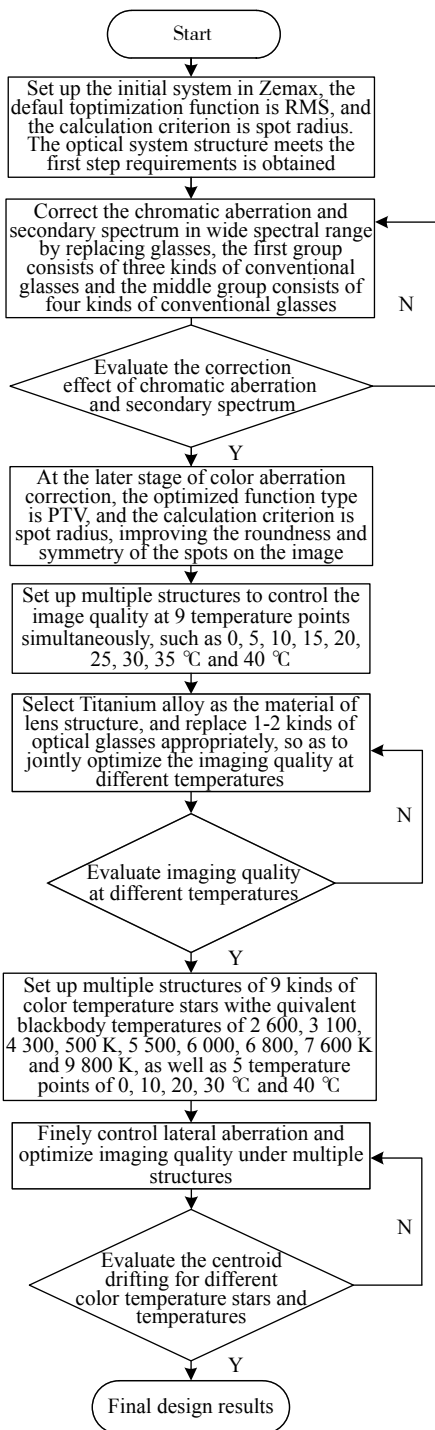 Start
Set up the initial system in Zemax, the
defaul toptimization function is RMS, and
the calculation criterion is spot radius.
The optical system structure meets the
first step requirements is obtained
Correct the chromatic aberration and
secondary spectrum in wide spectral range
by replacing glasses, the first group
consists of three kinds of conventional
glasses and the middle group consists of
four kinds of conventional glasses
N
Evaluate the correction
effect of chromatic aberration
and secondary spectrum
Y
At the later stage of color aberration
correction, the optimized function type
is PTV, and the calculation criterion is
spot radius, improving the roundness and
symmetry of the spots on the image
Set up multiple structures to control the
image quality at 9 temperature points
simultaneously, such as 0, 5, 10, 15, 20,
25, 30, 35 ℃ and 40 ℃
Select Titanium alloy as the material of
lens structure, and replace 1-2 kinds of
optical glasses appropriately, so as to
jointly optimize the imaging quality at
different temperatures
N
Evaluate imaging quality
at different temperatures
Y
Set up multiple structures of 9 kinds of
color temperature stars withe quivalent
blackbody temperatures of 2 600, 3 100,
4 300, 500 K, 5 500, 6 000, 6 800, 7 600 K
and 9 800 K, as well as 5 temperature
points of 0, 10, 20, 30 ℃ and 40 ℃
Finely control lateral aberration and
optimize imaging quality under multiple
structures
N
Evaluate the centroid
drifting for different
color temperature stars and
temperatures
Y
Final design results